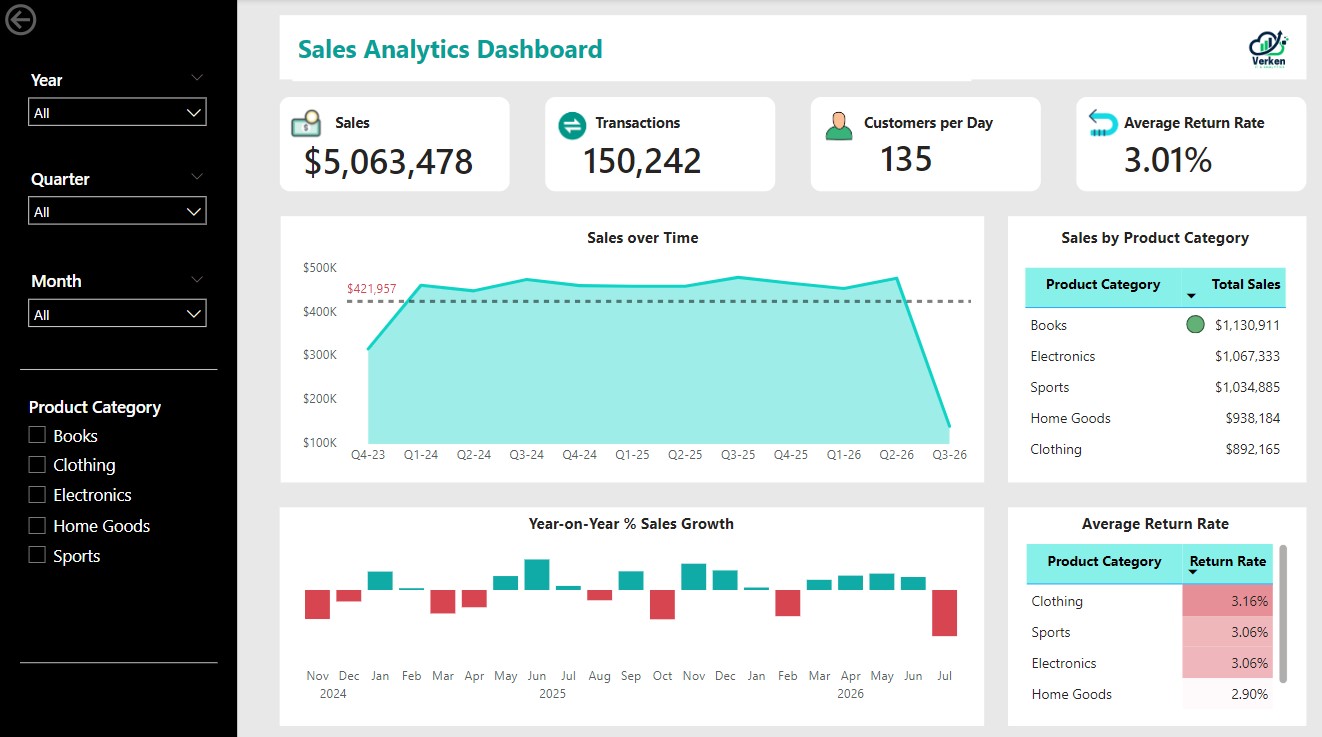 Year
All
Quarter
All
Month
All
Product Category
Books
Clothing
Electronics
Home Goods
Sports
Sales Analytics Dashboard
Verken
Sales
$5,063,478
Transactions
150,242
Customers per Day
135
Average Return Rate
3.01%
Sales over Time
$500K
$421,957
$400K
$300K
$200K
$100K
Q4-23 Q1-24 Q2-24 Q3-24 Q4-24 Q1-25 Q2-25 Q3-25 Q4-25 Q1-26 Q2-26 Q3-26
Sales by Product Category
Product Category Total Sales
Books $1,130,911
Electronics $1,067,333
Sports $1,034,885
Home Goods $938,184
Clothing $892,165
Year-on-Year % Sales Growth
Nov Dec Jan Feb Mar Apr May Jun Jul Aug Sep Oct Nov Dec Jan Feb Mar Apr May Jun Jul
2024 2025 2026
Average Return Rate
Product Category Return Rate
Clothing 3.16%
Sports 3.06%
Electronics 3.06%
Home Goods 2.90%